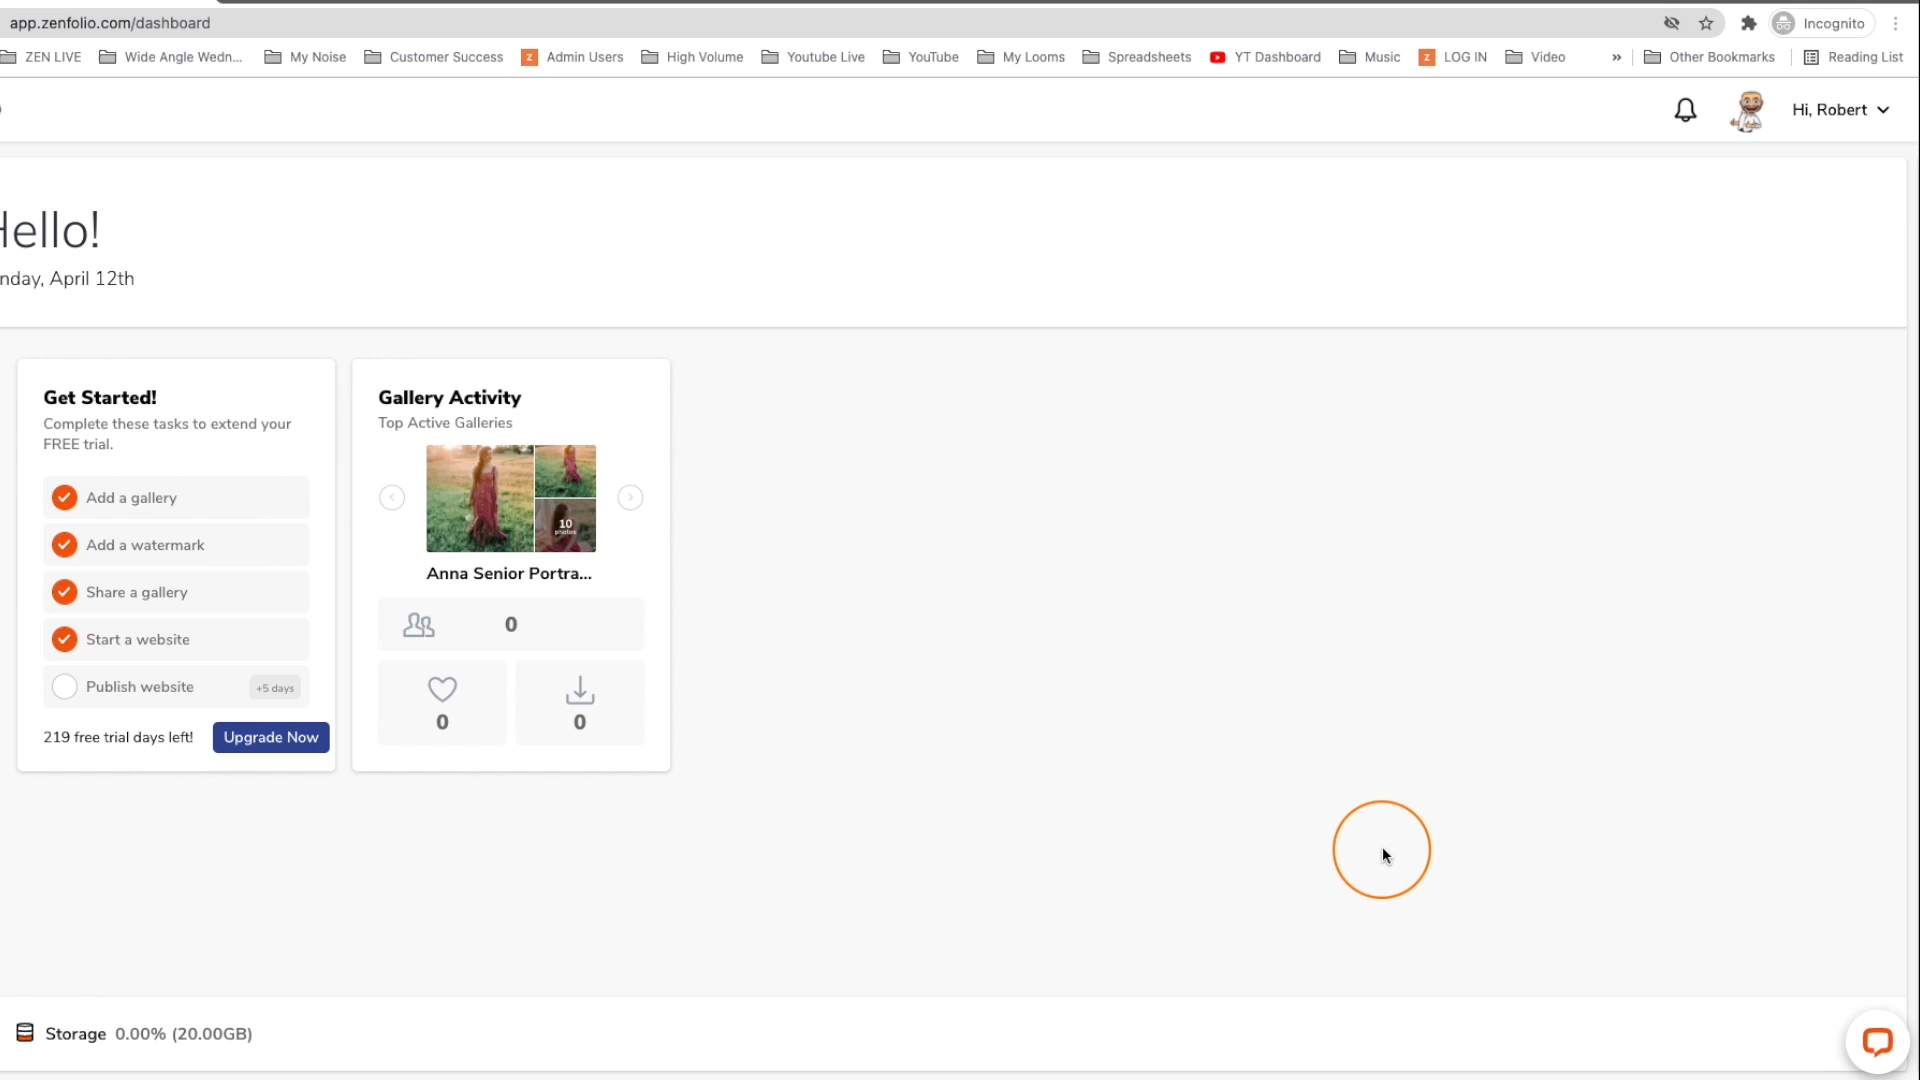 app.zenfolio.com/dashboard
Incognito
ZEN LIVE
Wide Angle Wedn...
My Noise
Customer Success
Admin Users
High Volume
Youtube Live
YouTube
My Looms
Spreadsheets
YT Dashboard
Music
LOG IN
Video
»
Other Bookmarks
Reading List
Hi, Robert
Hello!
nday, April 12th
Get Started!
Complete these tasks to extend your
FREE trial.
Add a gallery
Add a watermark
Share a gallery
Start a website
Publish website
+5 days
219 free trial days left!
Upgrade Now
Gallery Activity
Top Active Galleries
10
photos
Anna Senior Portra...
0
0
0
Storage 0.00% (20.00GB)